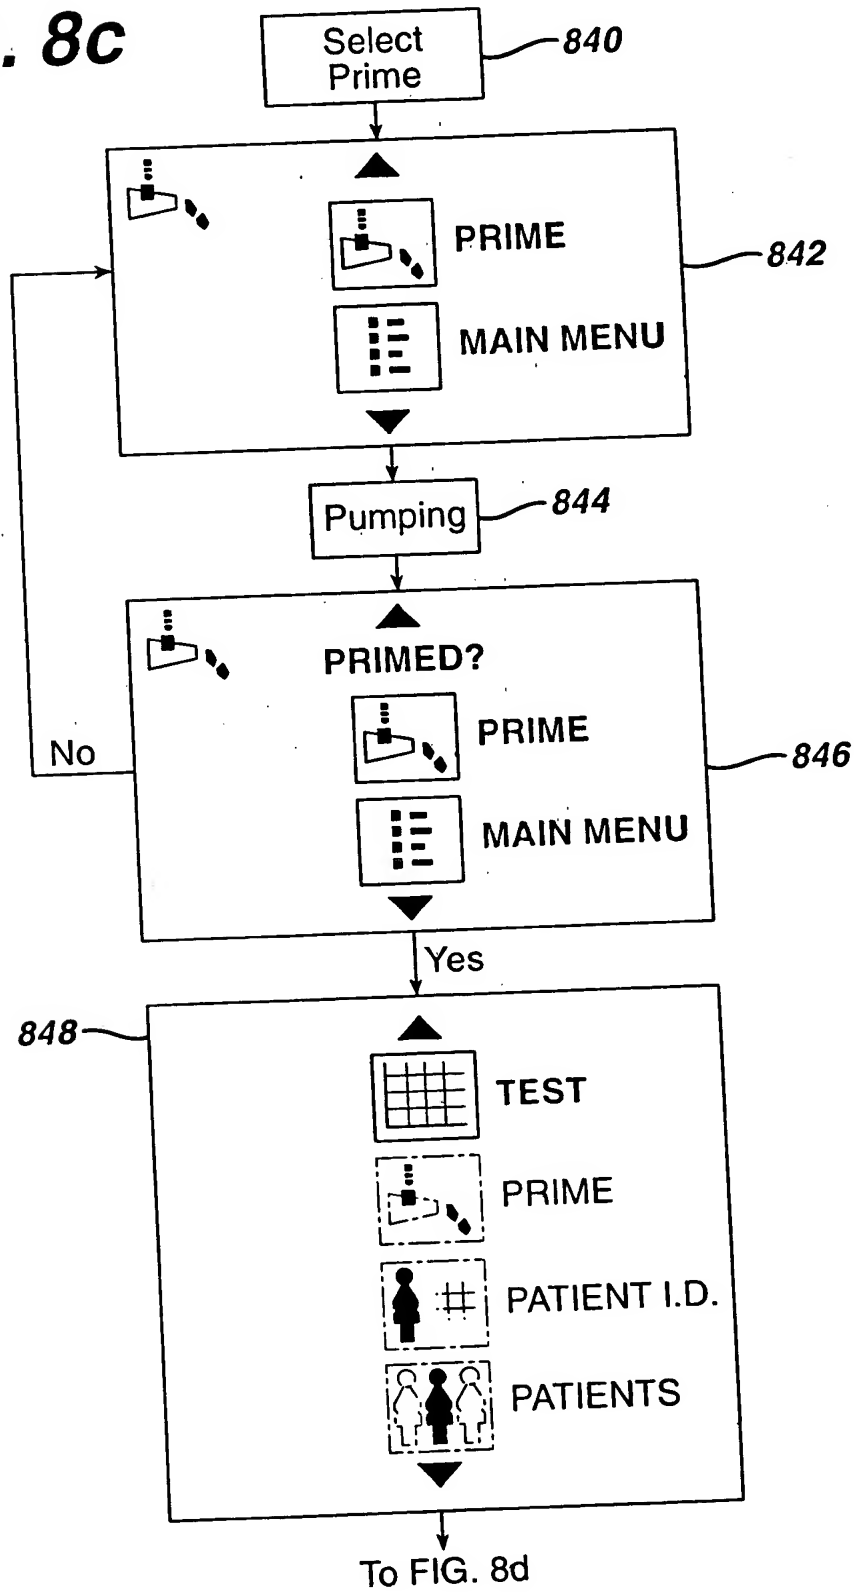 . 8c
Select
Prime
840
PRIME
842
MAIN MENU
Pumping
844
PRIMED?
PRIME
No
846
MAIN MENU
Yes
848
TEST
PRIME
PATIENT I.D.
PATIENTS
To FIG. 8d